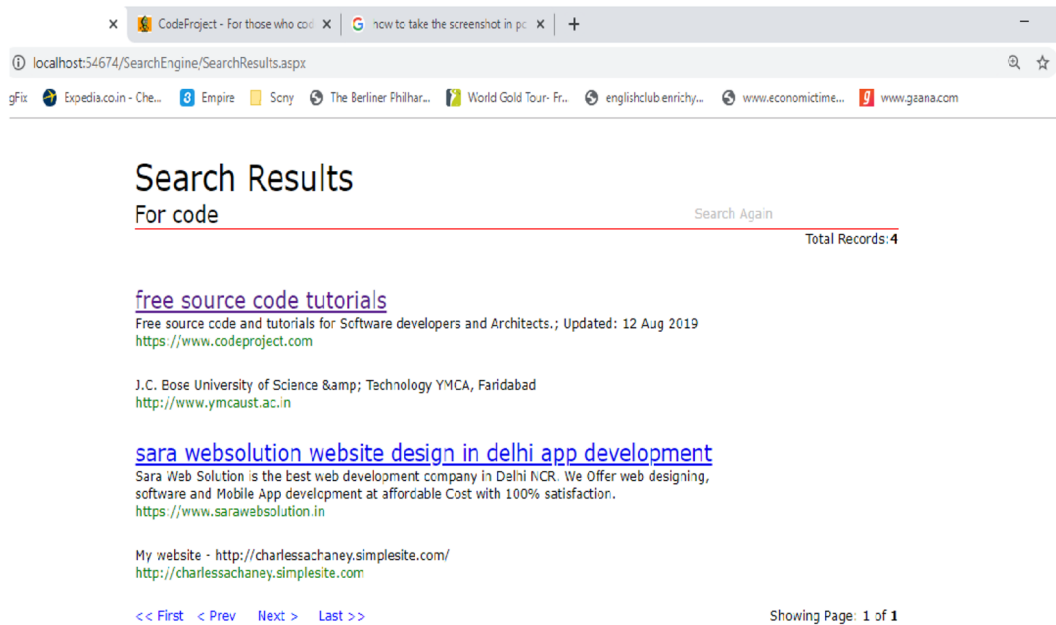 CodeProject - For those who cod
how to take the screenshot in pc
localhost:54674/SearchEngine/SearchResults.aspx
gFix Expedia.co.in - Che... Empire Sony The Berliner Philhar... World Gold Tour- Fr... englishclub enrichy... www.economictime... www.gaana.com
Search Results
For code Search Again
Total Records:4
free source code tutorials
Free source code and tutorials for Software developers and Architects.; Updated: 12 Aug 2019
https://www.codeproject.com
J.C. Bose University of Science &amp; Technology YMCA, Faridabad
http://www.ymcaust.ac.in
sara websolution website design in delhi app development
Sara Web Solution is the best web development company in Delhi NCR. We Offer web designing,
software and Mobile App development at affordable Cost with 100% satisfaction.
https://www.sarawebsolution.in
My website - http://charlessachaney.simplesite.com/
http://charlessachaney.simplesite.com
<< First < Prev Next > Last >> Showing Page: 1 of 1